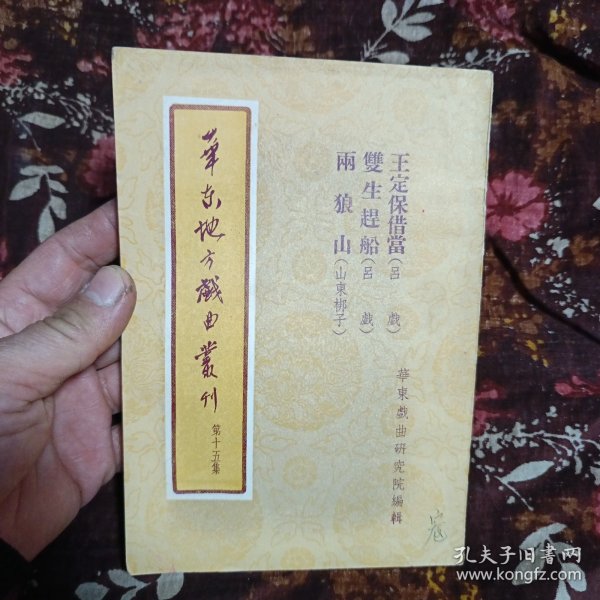 華东地方戲曲叢刊
第十五集
王定保借當(呂戲)
雙生趕船(呂戲)
兩狼山(山東梆子)
華東戲曲研究院編輯
寇
孔夫子旧书网
www.kongfz.com